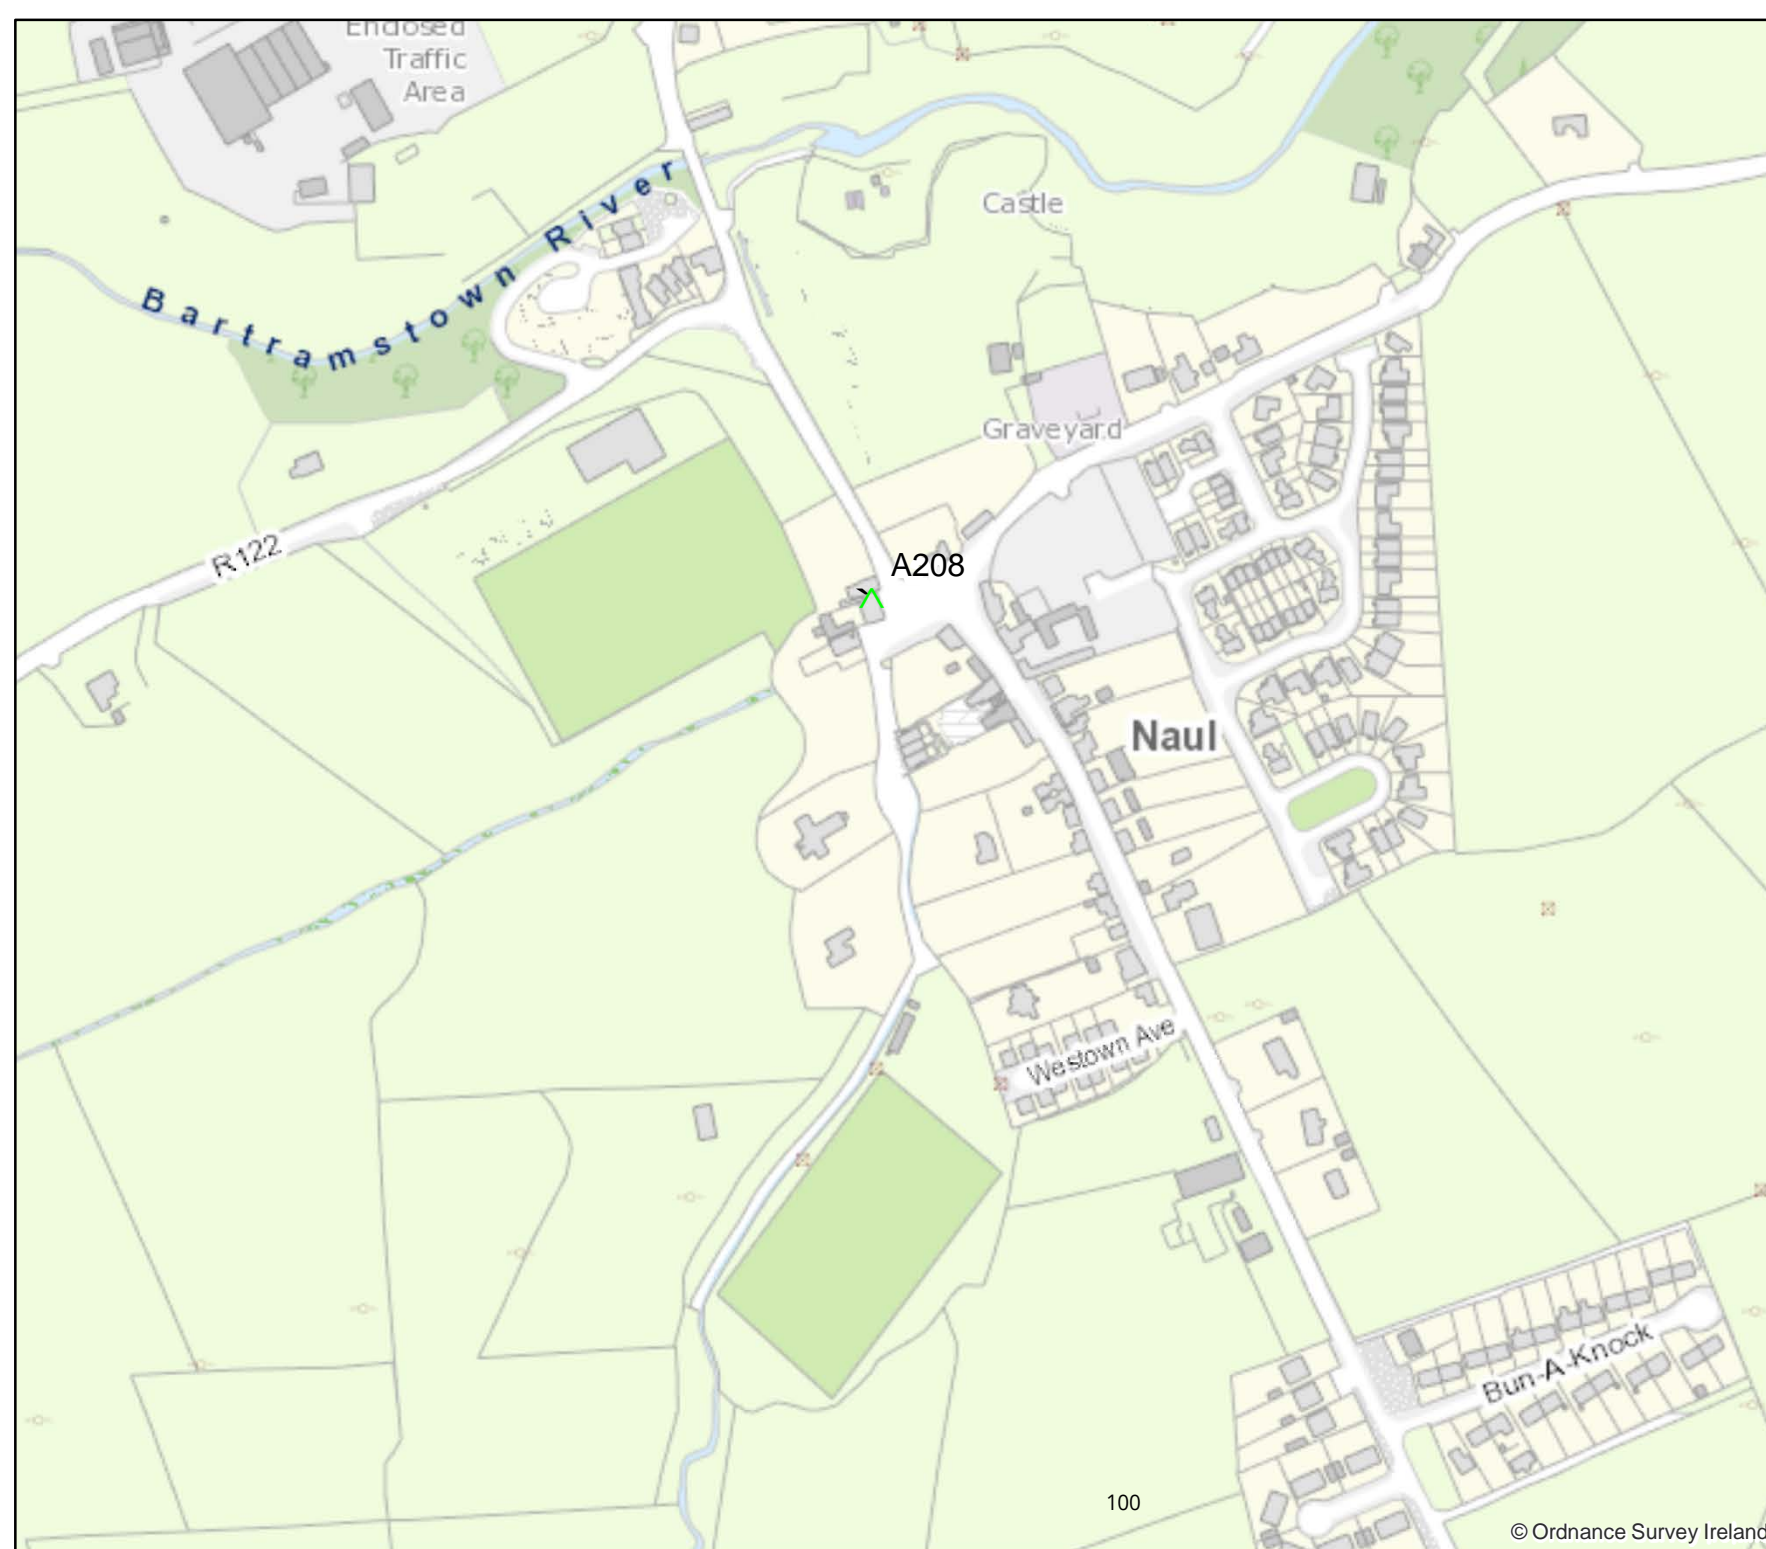 Enclosed
Traffic
Area
Bartramstown River
Castle
Graveyard
R122
A208
Naul
Westown Ave
Bun-A-Knock
100
© Ordnance Survey Ireland